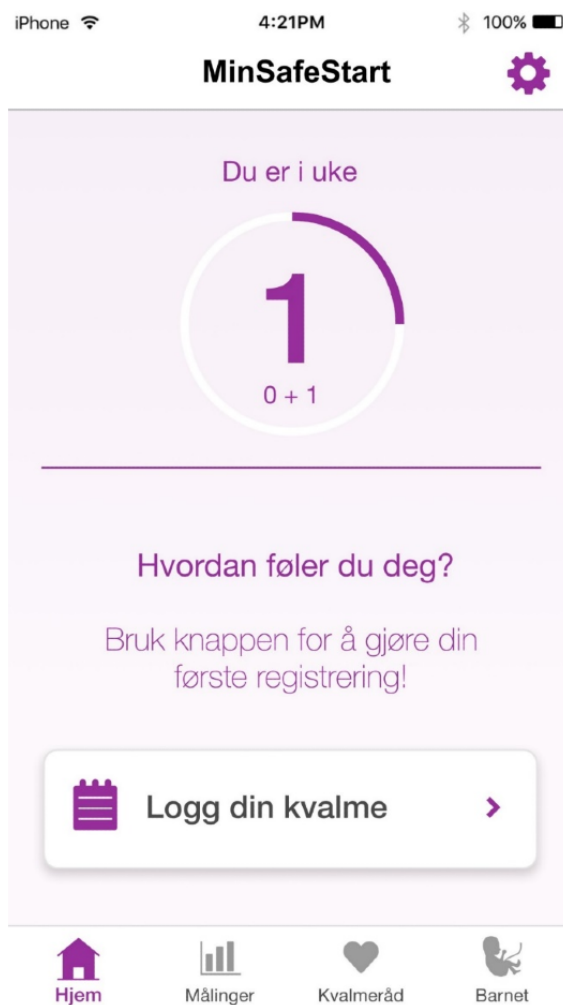 iPhone 4:21PM 100%
MinSafeStart
Du er i uke
1
0 + 1
Hvordan føler du deg?
Bruk knappen for å gjøre din
første registrering!
Logg din kvalme
Hjem Målinger Kvalmeråd Barnet